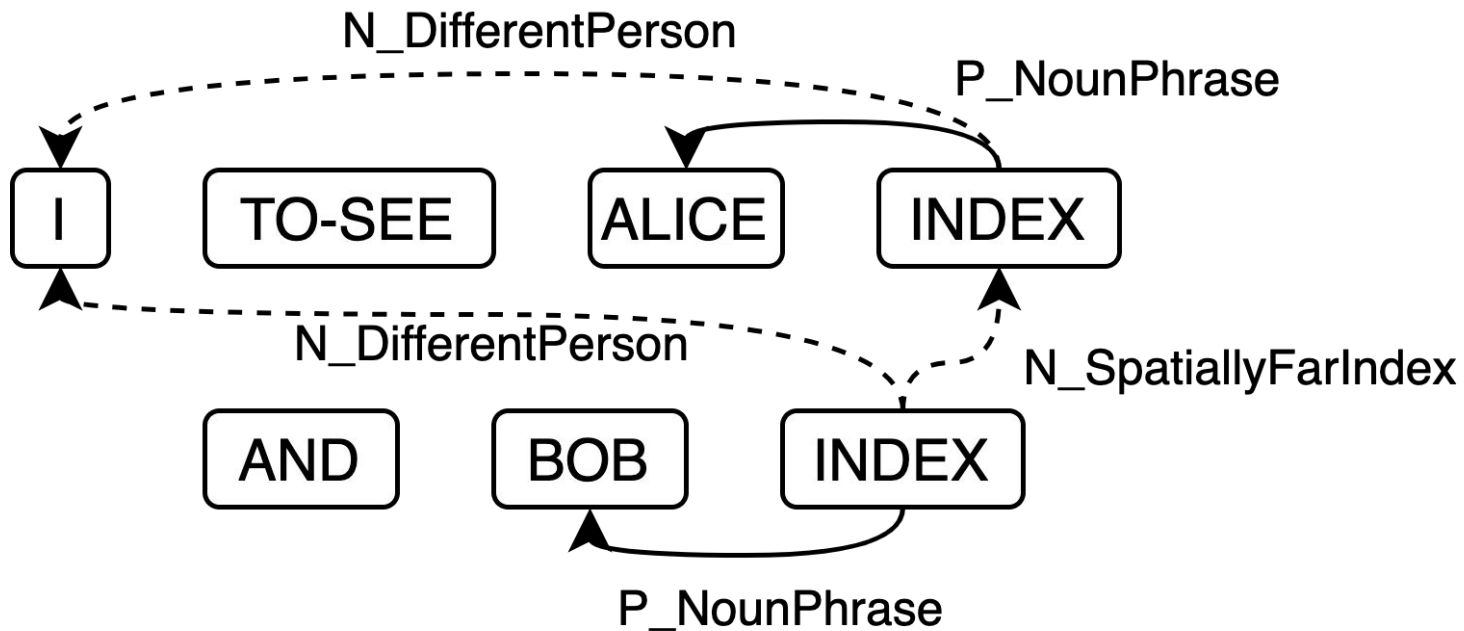 N_DifferentPerson
P_NounPhrase
I TO-SEE ALICE INDEX
N_DifferentPerson
N_SpatiallyFarIndex
AND BOB INDEX
P_NounPhrase